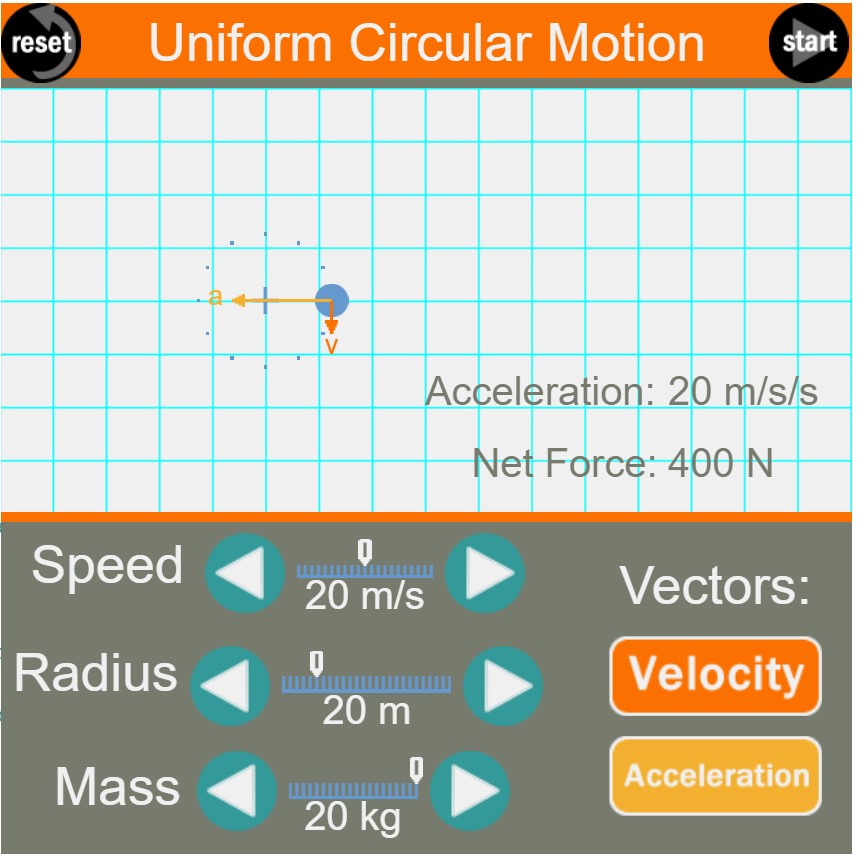 reset
Uniform Circular Motion
start
a
v
Acceleration: 20 m/s/s
Net Force: 400 N
Speed
20 m/s
Vectors:
Radius
20 m
Velocity
Mass
20 kg
Acceleration